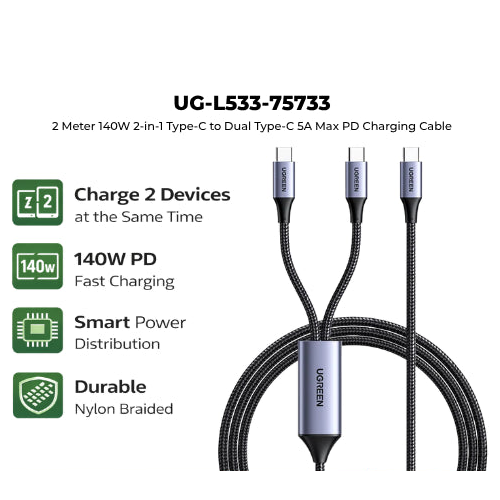 UG-L533-75733
2 Meter 140W 2-in-1 Type-C to Dual Type-C 5A Max PD Charging Cable
UGREEN
UGREEN
UGREEN
Z 2
Charge 2 Devices
at the Same Time
140w
140W PD
Fast Charging
Smart Power
Distribution
UGREEN
Durable
Nylon Braided